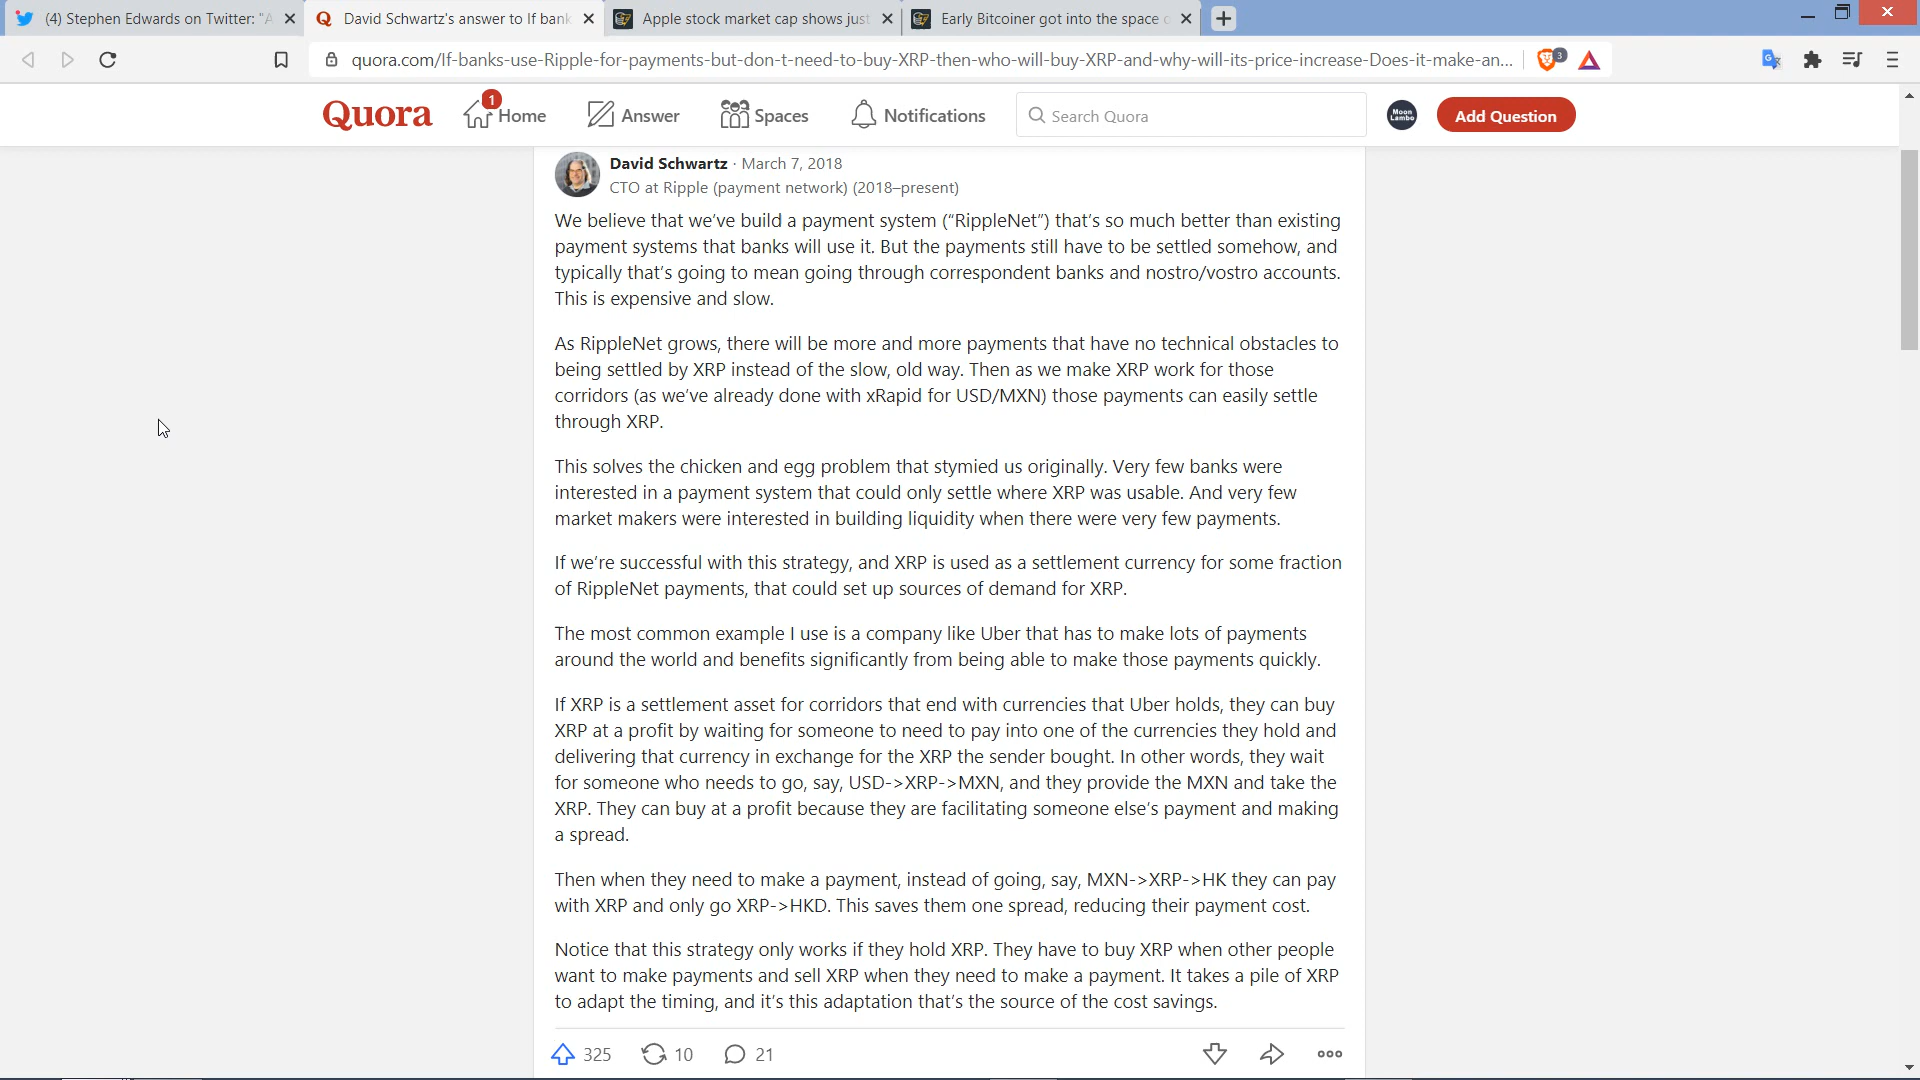 (4) Stephen Edwards on Twitter: "A
David Schwartz's answer to If bank
Apple stock market cap shows just
Early Bitcoiner got into the space o
quora.com/If-banks-use-Ripple-for-payments-but-don-t-need-to-buy-XRP-then-who-will-buy-XRP-and-why-will-its-price-increase-Does-it-make-an...
3
Quora
1
Home
Answer
Spaces
Notifications
Search Quora
Moon
Lambo
Add Question
David Schwartz · March 7, 2018
CTO at Ripple (payment network) (2018–present)
We believe that we’ve build a payment system (“RippleNet”) that’s so much better than existing
payment systems that banks will use it. But the payments still have to be settled somehow, and
typically that’s going to mean going through correspondent banks and nostro/vostro accounts.
This is expensive and slow.
As RippleNet grows, there will be more and more payments that have no technical obstacles to
being settled by XRP instead of the slow, old way. Then as we make XRP work for those
corridors (as we’ve already done with xRapid for USD/MXN) those payments can easily settle
through XRP.
This solves the chicken and egg problem that stymied us originally. Very few banks were
interested in a payment system that could only settle where XRP was usable. And very few
market makers were interested in building liquidity when there were very few payments.
If we’re successful with this strategy, and XRP is used as a settlement currency for some fraction
of RippleNet payments, that could set up sources of demand for XRP.
The most common example I use is a company like Uber that has to make lots of payments
around the world and benefits significantly from being able to make those payments quickly.
If XRP is a settlement asset for corridors that end with currencies that Uber holds, they can buy
XRP at a profit by waiting for someone to need to pay into one of the currencies they hold and
delivering that currency in exchange for the XRP the sender bought. In other words, they wait
for someone who needs to go, say, USD->XRP->MXN, and they provide the MXN and take the
XRP. They can buy at a profit because they are facilitating someone else’s payment and making
a spread.
Then when they need to make a payment, instead of going, say, MXN->XRP->HK they can pay
with XRP and only go XRP->HKD. This saves them one spread, reducing their payment cost.
Notice that this strategy only works if they hold XRP. They have to buy XRP when other people
want to make payments and sell XRP when they need to make a payment. It takes a pile of XRP
to adapt the timing, and it’s this adaptation that’s the source of the cost savings.
325
10
21